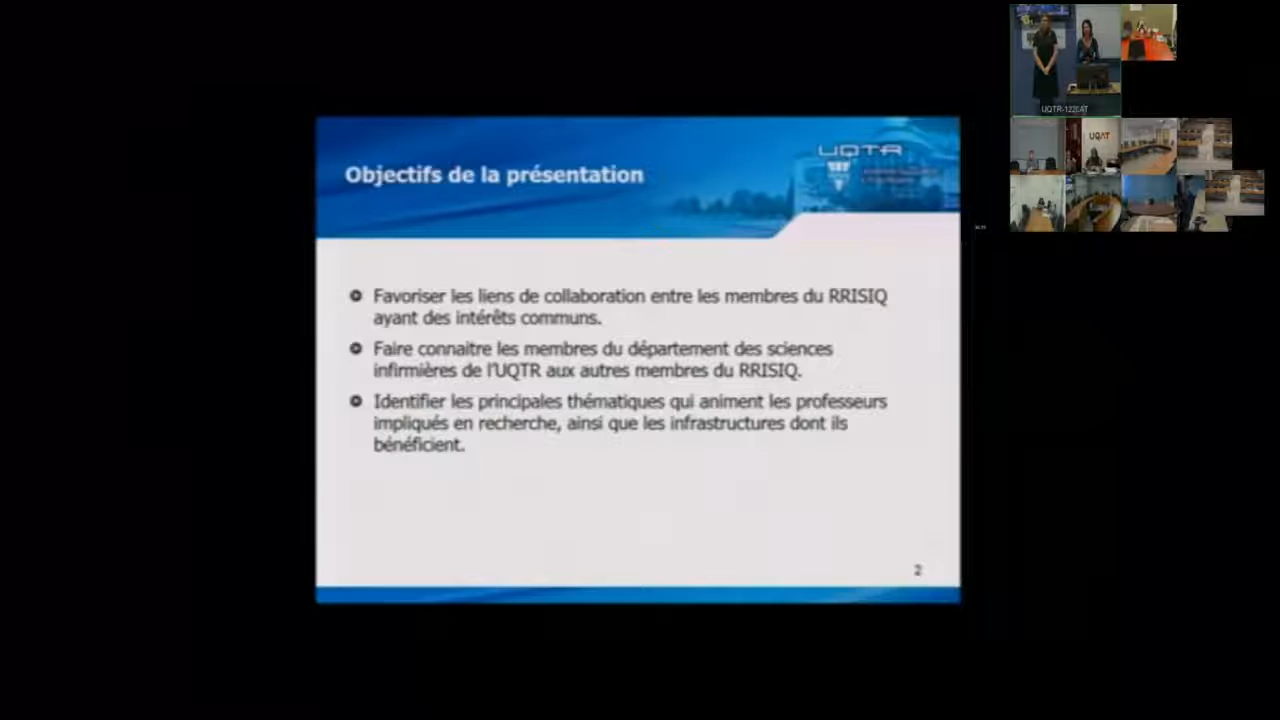 Objectifs de la présentation
UQTR
Favoriser les liens de collaboration entre les membres du RRISIQ
ayant des intérêts communs.
Faire connaitre les membres du département des sciences
infirmières de l'UQTR aux autres membres du RRISIQ.
Identifier les principales thématiques qui animent les professeurs
impliqués en recherche, ainsi que les infrastructures dont ils
bénéficient.
2
UQAT